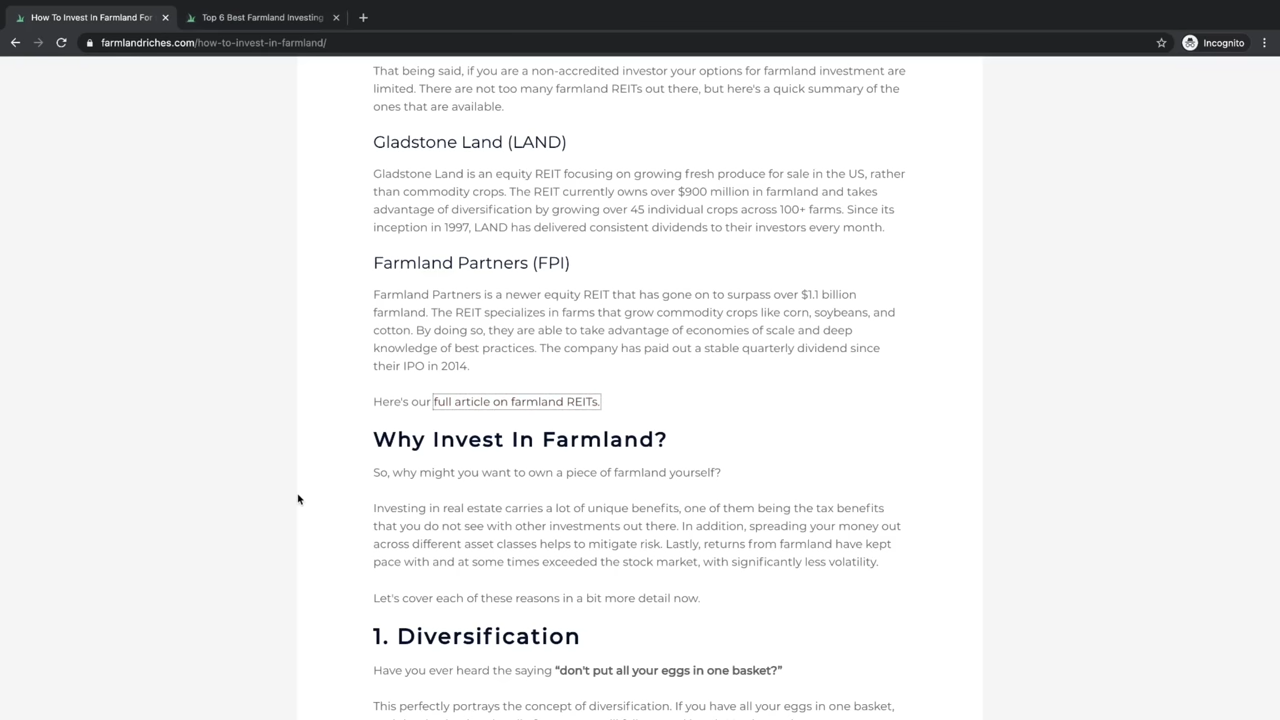 How To Invest In Farmland For
Top 6 Best Farmland Investing
farmlandriches.com/how-to-invest-in-farmland/
Incognito
That being said, if you are a non-accredited investor your options for farmland investment are
limited. There are not too many farmland REITs out there, but here's a quick summary of the
ones that are available.
Gladstone Land (LAND)
Gladstone Land is an equity REIT focusing on growing fresh produce for sale in the US, rather
than commodity crops. The REIT currently owns over $900 million in farmland and takes
advantage of diversification by growing over 45 individual crops across 100+ farms. Since its
inception in 1997, LAND has delivered consistent dividends to their investors every month.
Farmland Partners (FPI)
Farmland Partners is a newer equity REIT that has gone on to surpass over $1.1 billion
farmland. The REIT specializes in farms that grow commodity crops like corn, soybeans, and
cotton. By doing so, they are able to take advantage of economies of scale and deep
knowledge of best practices. The company has paid out a stable quarterly dividend since
their IPO in 2014.
Here's our full article on farmland REITs.
Why Invest In Farmland?
So, why might you want to own a piece of farmland yourself?
Investing in real estate carries a lot of unique benefits, one of them being the tax benefits
that you do not see with other investments out there. In addition, spreading your money out
across different asset classes helps to mitigate risk. Lastly, returns from farmland have kept
pace with and at some times exceeded the stock market, with significantly less volatility.
Let's cover each of these reasons in a bit more detail now.
1. Diversification
Have you ever heard the saying “don't put all your eggs in one basket?”
This perfectly portrays the concept of diversification. If you have all your eggs in one basket,